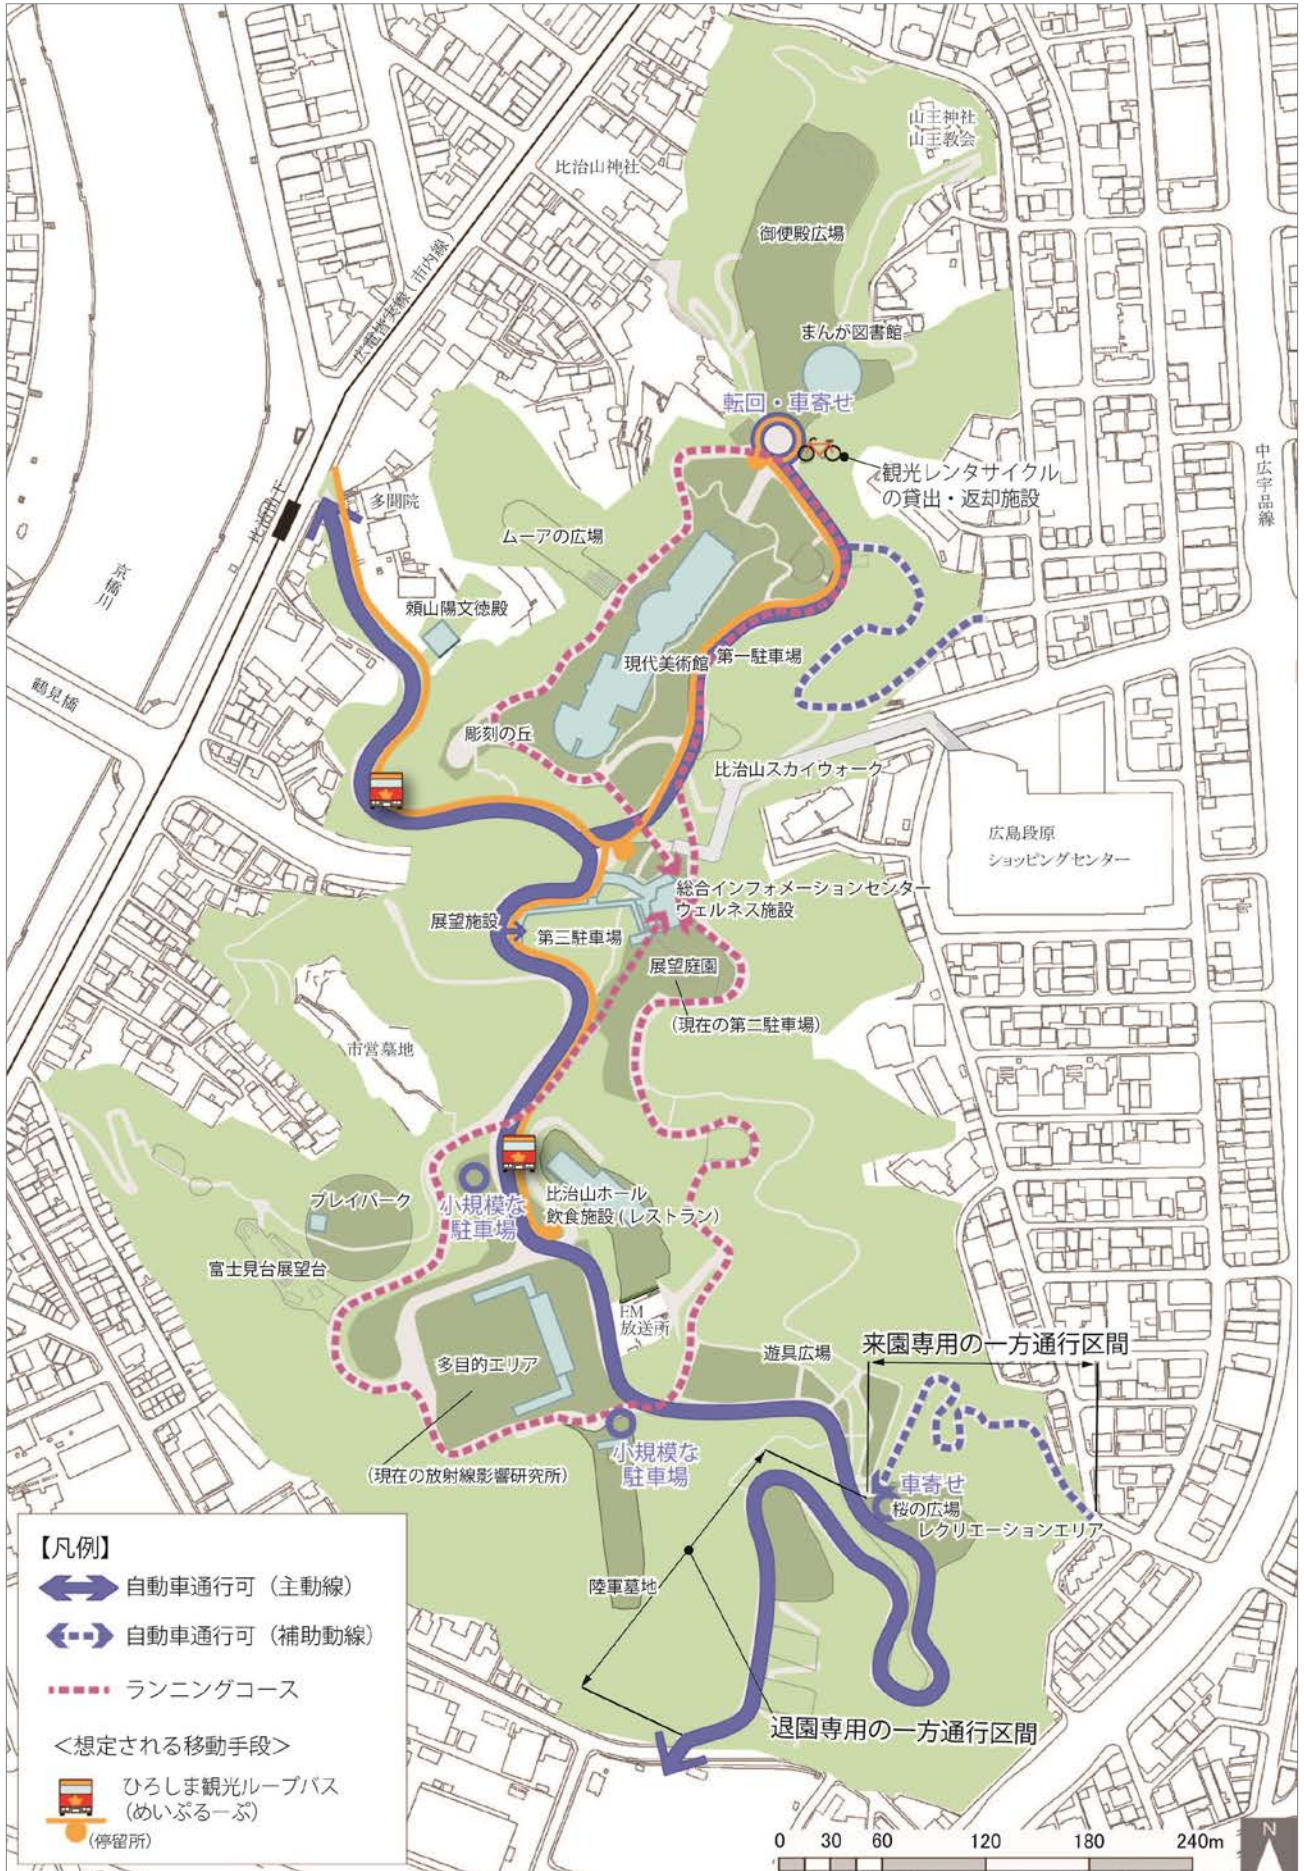 山王神社
山王教会
比治山神社
御便殿広場
広電皆実線(市内線)
まんが図書館
転回・車寄せ
観光レンタサイクル
の貸出・返却施設
中広宇品線
多聞院
比治山下
ムーアの広場
京橋川
頼山陽文徳殿
現代美術館
第一駐車場
鶴見橋
彫刻の丘
比治山スカイウォーク
広島段原
ショッピングセンター
総合インフォメーションセンター
ウェルネス施設
展望施設
第三駐車場
展望庭園
(現在の第二駐車場)
市営墓地
プレイパーク
小規模な
駐車場
比治山ホール
飲食施設(レストラン)
富士見台展望台
FM
放送所
遊具広場
来園専用の一方通行区間
多目的エリア
(現在の放射線影響研究所)
小規模な
駐車場
車寄せ
桜の広場
レクリエーションエリア
陸軍墓地
退園専用の一方通行区間
【凡例】
自動車通行可(主動線)
自動車通行可(補助動線)
ランニングコース
<想定される移動手段>
ひろしま観光ループバス
(めいぷるーぷ)
(停留所)
0 30 60 120 180 240m
N